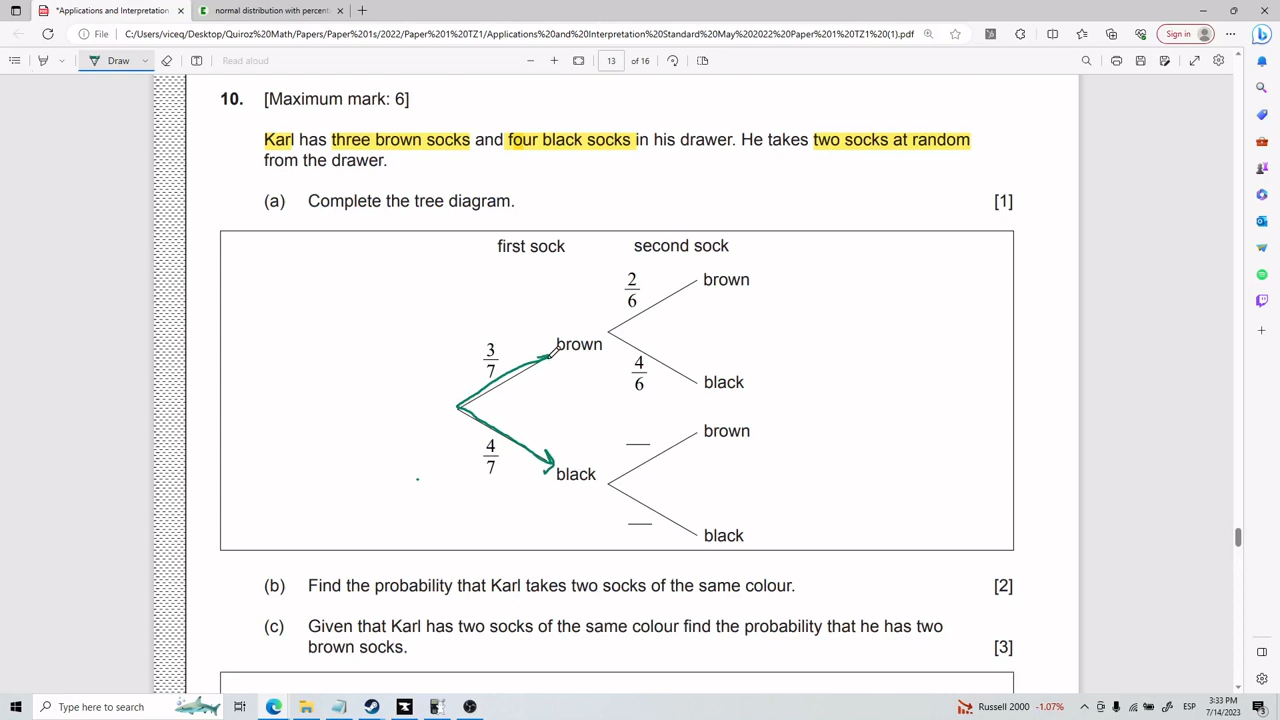 *Applications and Interpretation
normal distribution with percent
File
C:/Users/viceq/Desktop/Quiroz%20Math/Papers/Paper%201s/2022/Paper%201%20TZ1/Applications%20and%20Interpretation%20Standard%20May%202022%20Paper%201%20TZ1%20(1).pdf
Sign in
Draw
Read aloud
13 of 16
10. [Maximum mark: 6]
Karl has three brown socks and four black socks in his drawer. He takes two socks at random
from the drawer.
(a) Complete the tree diagram. [1]
first sock second sock
2
6
brown
3
7
brown
4
6
black
brown
4
7
black
black
(b) Find the probability that Karl takes two socks of the same colour. [2]
(c) Given that Karl has two socks of the same colour find the probability that he has two
brown socks. [3]
Type here to search
Russell 2000 -1.07%
ESP
3:33 PM
7/14/2023